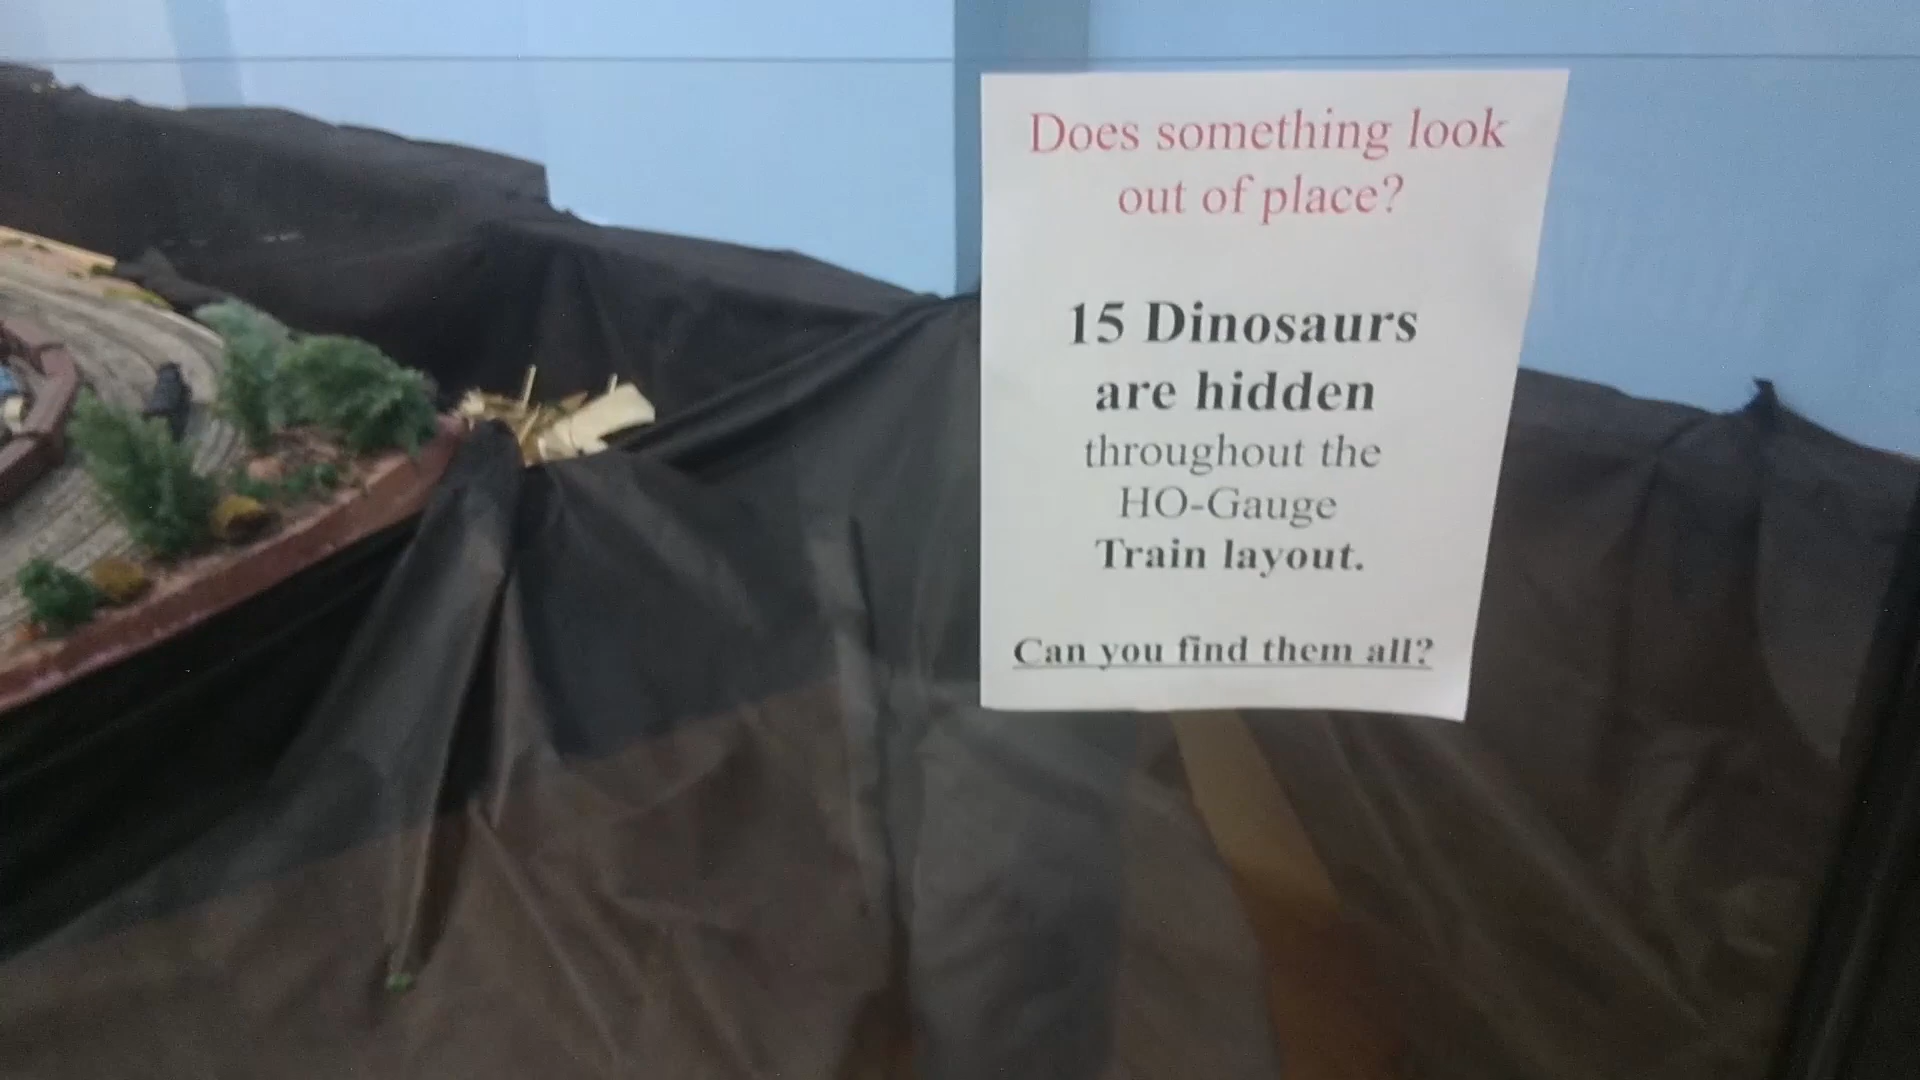 Does something look
out of place?
15 Dinosaurs
are hidden
throughout the
HO-Gauge
Train layout.
Can you find them all?